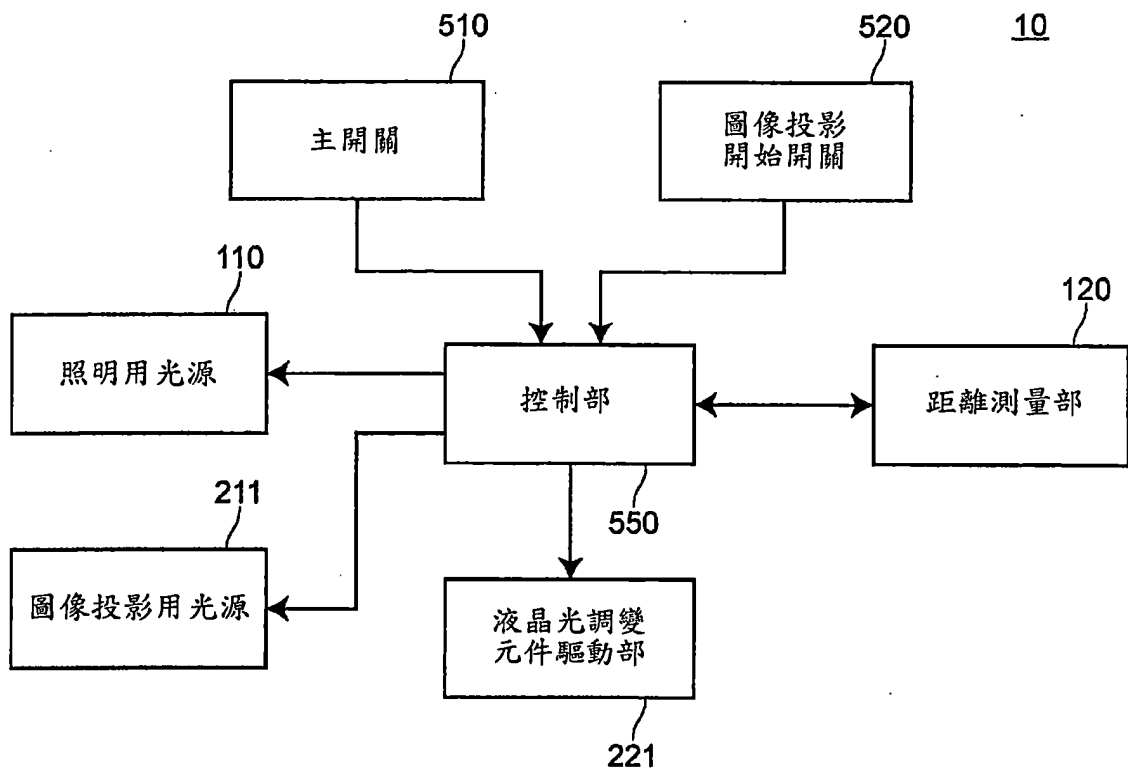 510
520
10
主開關
圖像投影
開始開關
110
120
照明用光源
控制部
距離測量部
211
550
圖像投影用光源
液晶光調變
元件驅動部
221